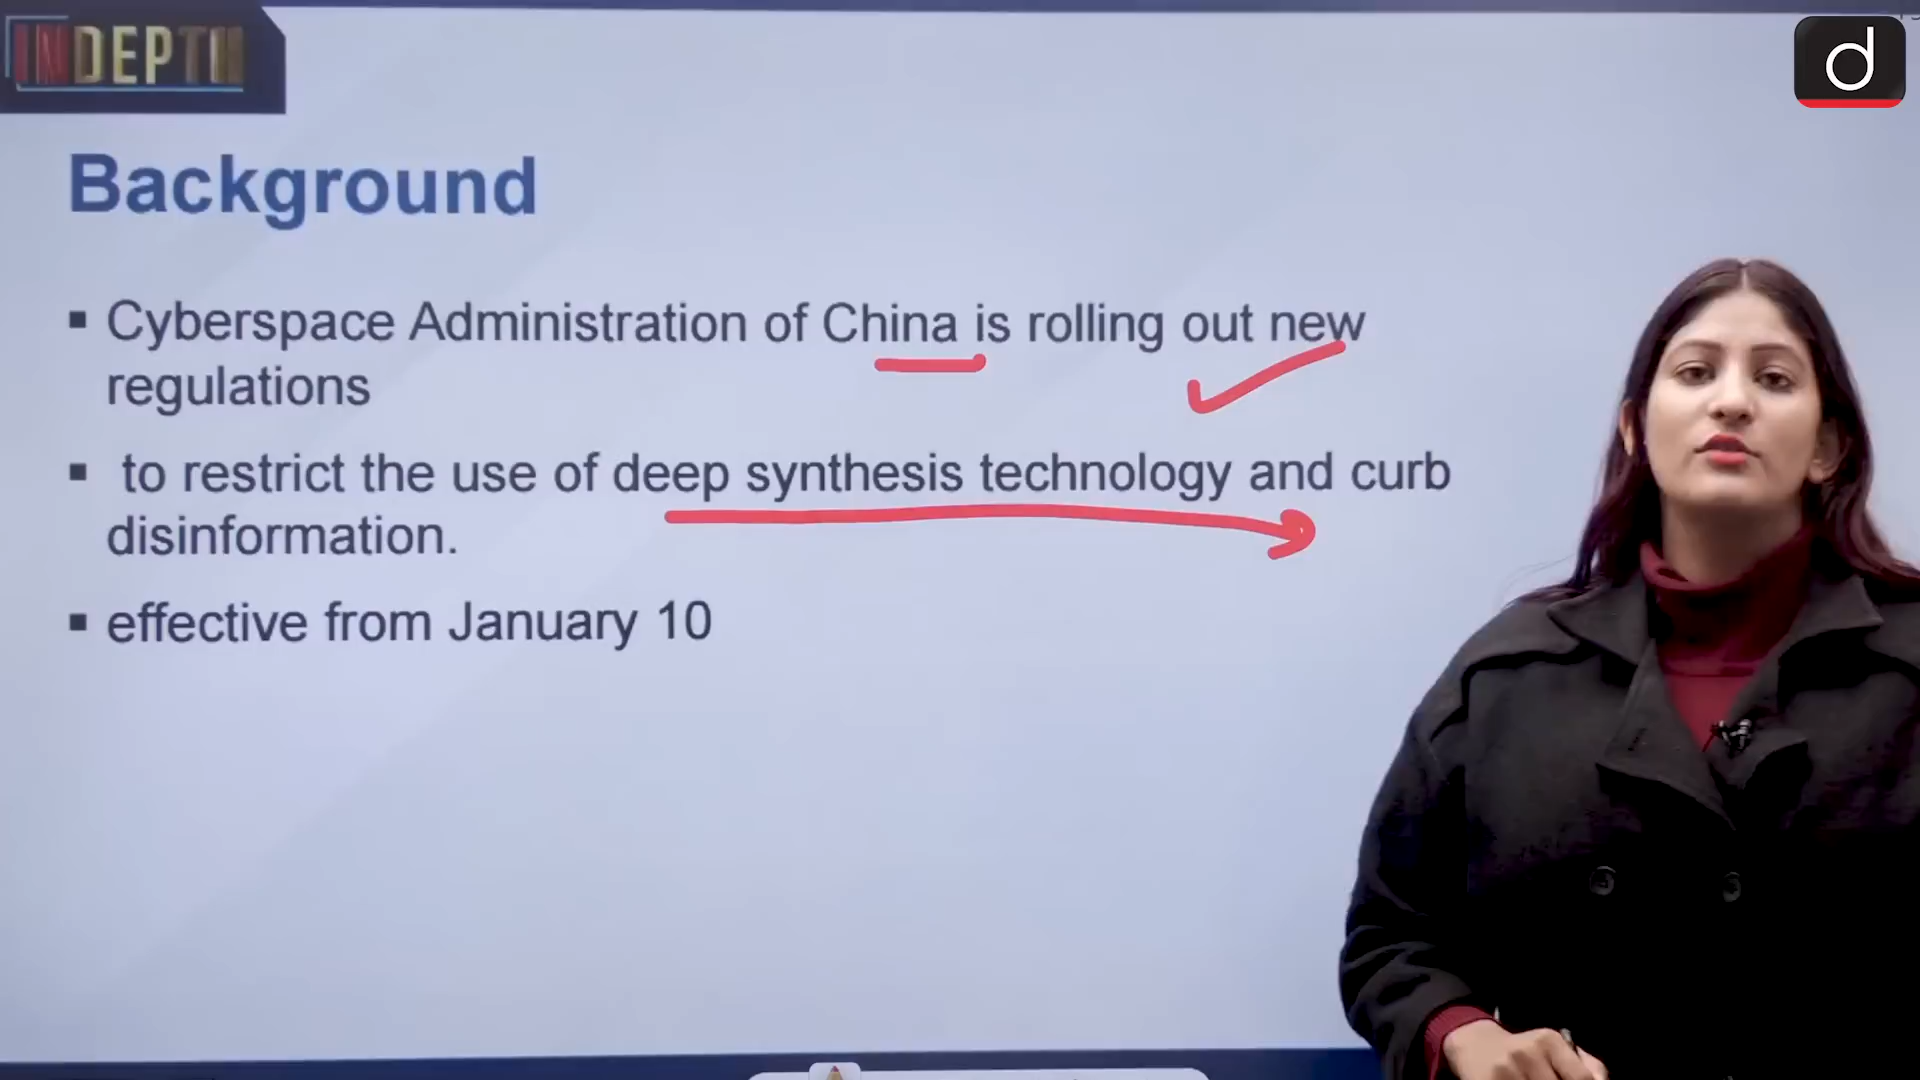 INDEPTH
d
Background
▪ Cyberspace Administration of China is rolling out new
regulations
▪ to restrict the use of deep synthesis technology and curb
disinformation.
▪ effective from January 10